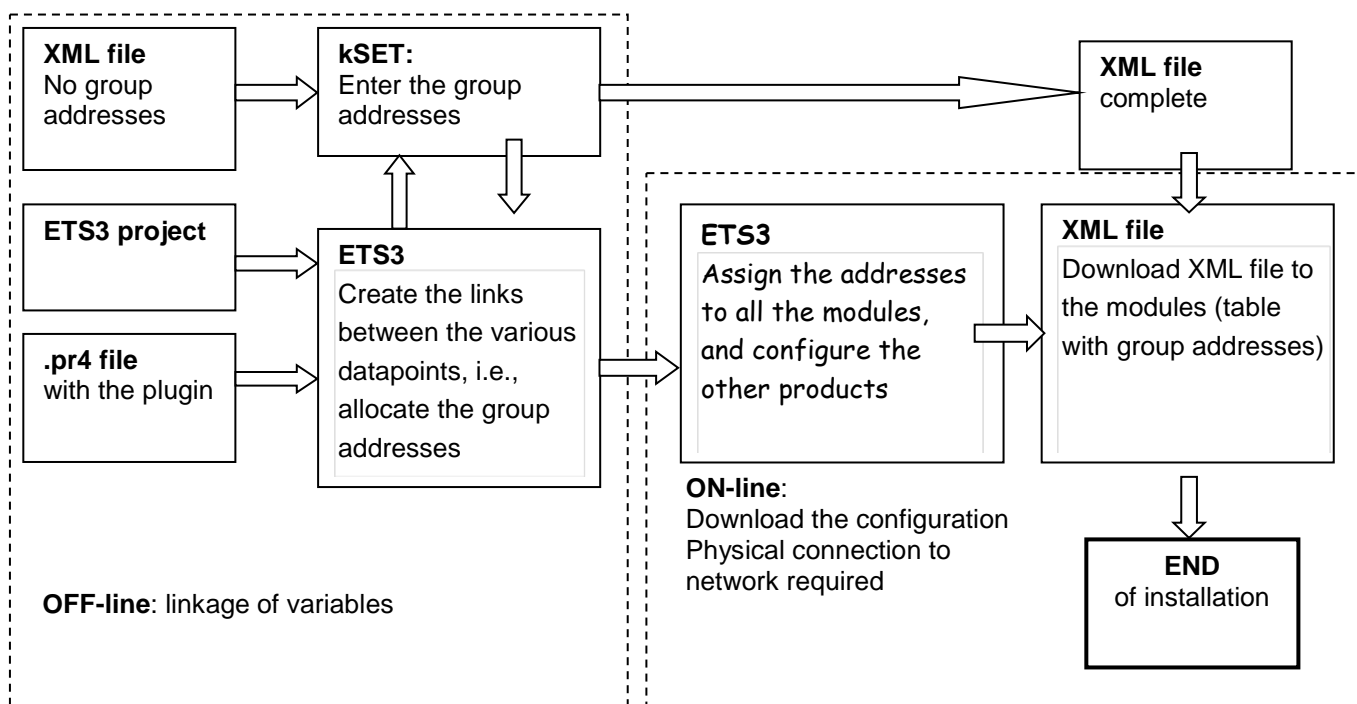 XML file
No group
addresses
kSET:
Enter the group
addresses
XML file
complete
ETS3 project
.pr4 file
with the plugin
ETS3
Create the links
between the various
datapoints, i.e.,
allocate the group
addresses
ETS3
Assign the addresses
to all the modules,
and configure the
other products
XML file
Download XML file to
the modules (table
with group addresses)
ON-line:
Download the configuration
Physical connection to
network required
END
of installation
OFF-line: linkage of variables